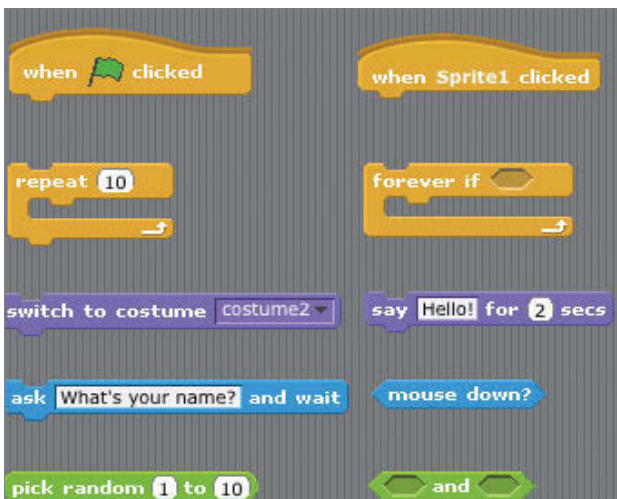 when clicked
when Sprite1 clicked
repeat 10
forever if
switch to costume costume2
say Hello! for 2 secs
ask What's your name? and wait
mouse down?
pick random 1 to 10
and